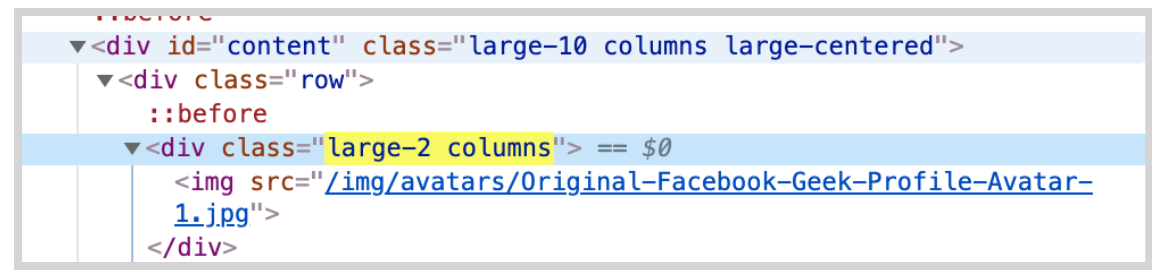 ::before
▼<div id="content" class="large-10 columns large-centered">
▼<div class="row">
::before
▼<div class="large-2 columns"> == $0
<img src="/img/avatars/Original-Facebook-Geek-Profile-Avatar-
1.jpg">
</div>